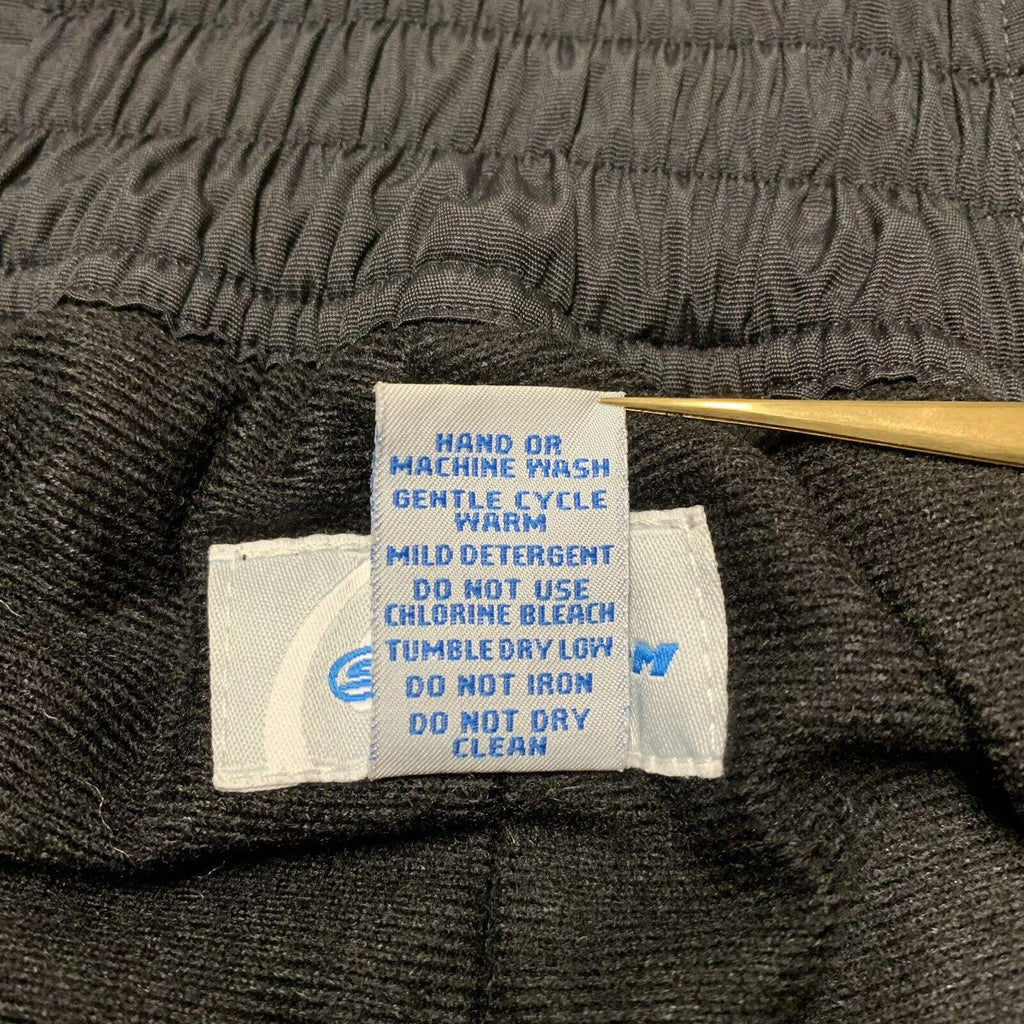 HAND OR
MACHINE WASH
GENTLE CYCLE
WARM
MILD DETERGENT
DO NOT USE
CHLORINE BLEACH
TUMBLE DRY LOW
DO NOT IRON
DO NOT DRY
CLEAN